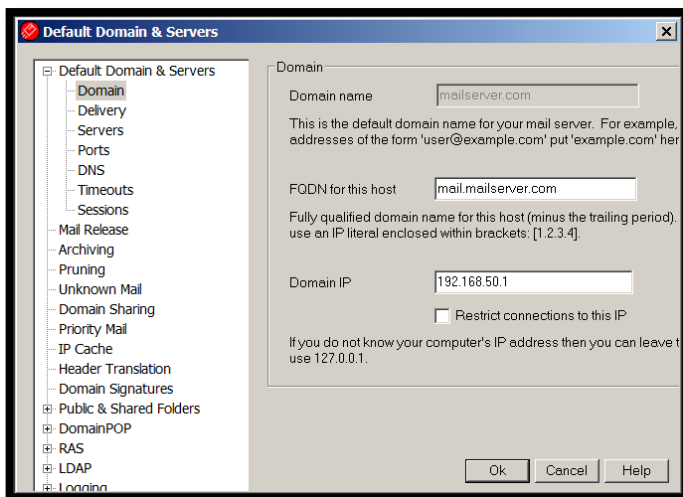 Default Domain & Servers
Default Domain & Servers
Domain
Delivery
Servers
Ports
DNS
Timeouts
Sessions
Mail Release
Archiving
Pruning
Unknown Mail
Domain Sharing
Priority Mail
IP Cache
Header Translation
Domain Signatures
Public & Shared Folders
DomainPOP
RAS
LDAP
Logging
Domain
Domain name mailserver.com
This is the default domain name for your mail server. For example,
addresses of the form 'user@example.com' put 'example.com' her
FQDN for this host mail.mailserver.com
Fully qualified domain name for this host (minus the trailing period).
use an IP literal enclosed within brackets: [1.2.3.4].
Domain IP 192.168.50.1
Restrict connections to this IP
If you do not know your computer's IP address then you can leave t
use 127.0.0.1.
Ok Cancel Help